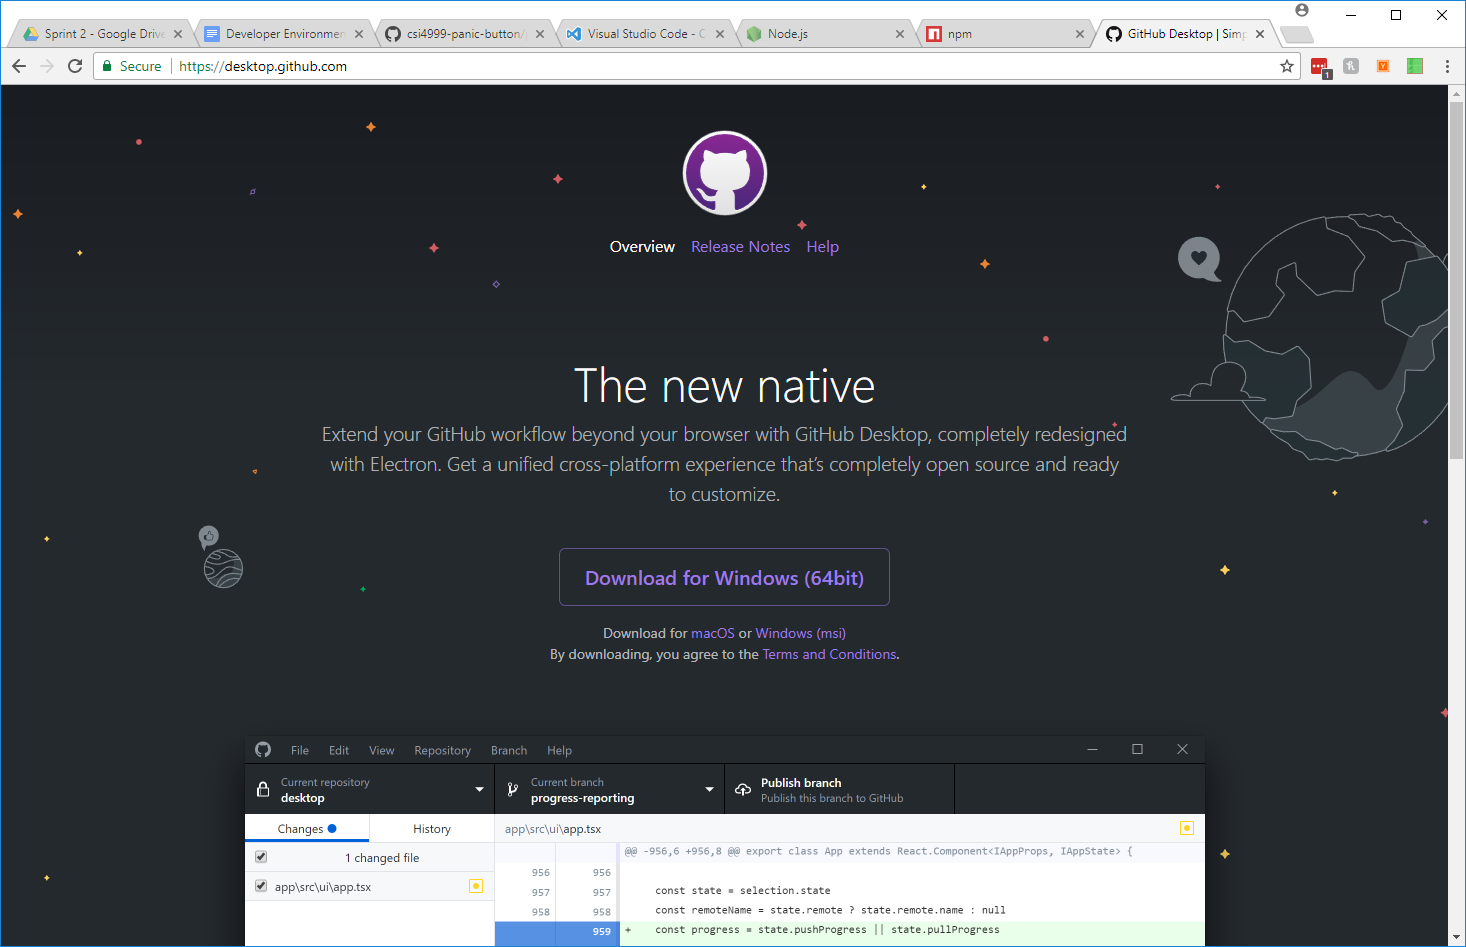 Sprint 2 - Google Drive
Developer Environmen
csi4999-panic-button/
Visual Studio Code - C
Node.js
npm
GitHub Desktop | Simp
Secure
https://desktop.github.com
1
Overview Release Notes Help
The new native
Extend your GitHub workflow beyond your browser with GitHub Desktop, completely redesigned
with Electron. Get a unified cross-platform experience that’s completely open source and ready
to customize.
Download for Windows (64bit)
Download for macOS or Windows (msi)
By downloading, you agree to the Terms and Conditions.
File Edit View Repository Branch Help
Current repository
desktop
Current branch
progress-reporting
Publish branch
Publish this branch to GitHub
Changes History
app\src\ui\app.tsx
1 changed file
app\src\ui\app.tsx
@@ -956,6 +956,8 @@ export class App extends React.Component<IAppProps, IAppState> {
956 956
957 957 const state = selection.state
958 958 const remoteName = state.remote ? state.remote.name : null
959 + const progress = state.pushProgress || state.pullProgress